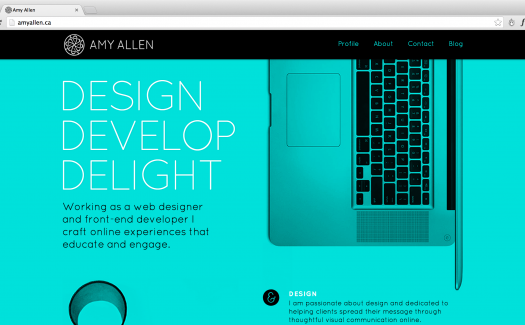 Amy Allen
amyallen.ca
AMY ALLEN
Profile
About
Contact
Blog
DESIGN
DEVELOP
DELIGHT
Working as a web designer
and front-end developer I
craft online experiences that
educate and engage.
&
DESIGN
I am passionate about design and dedicated to
helping clients spread their message through
thoughtful visual communication online.